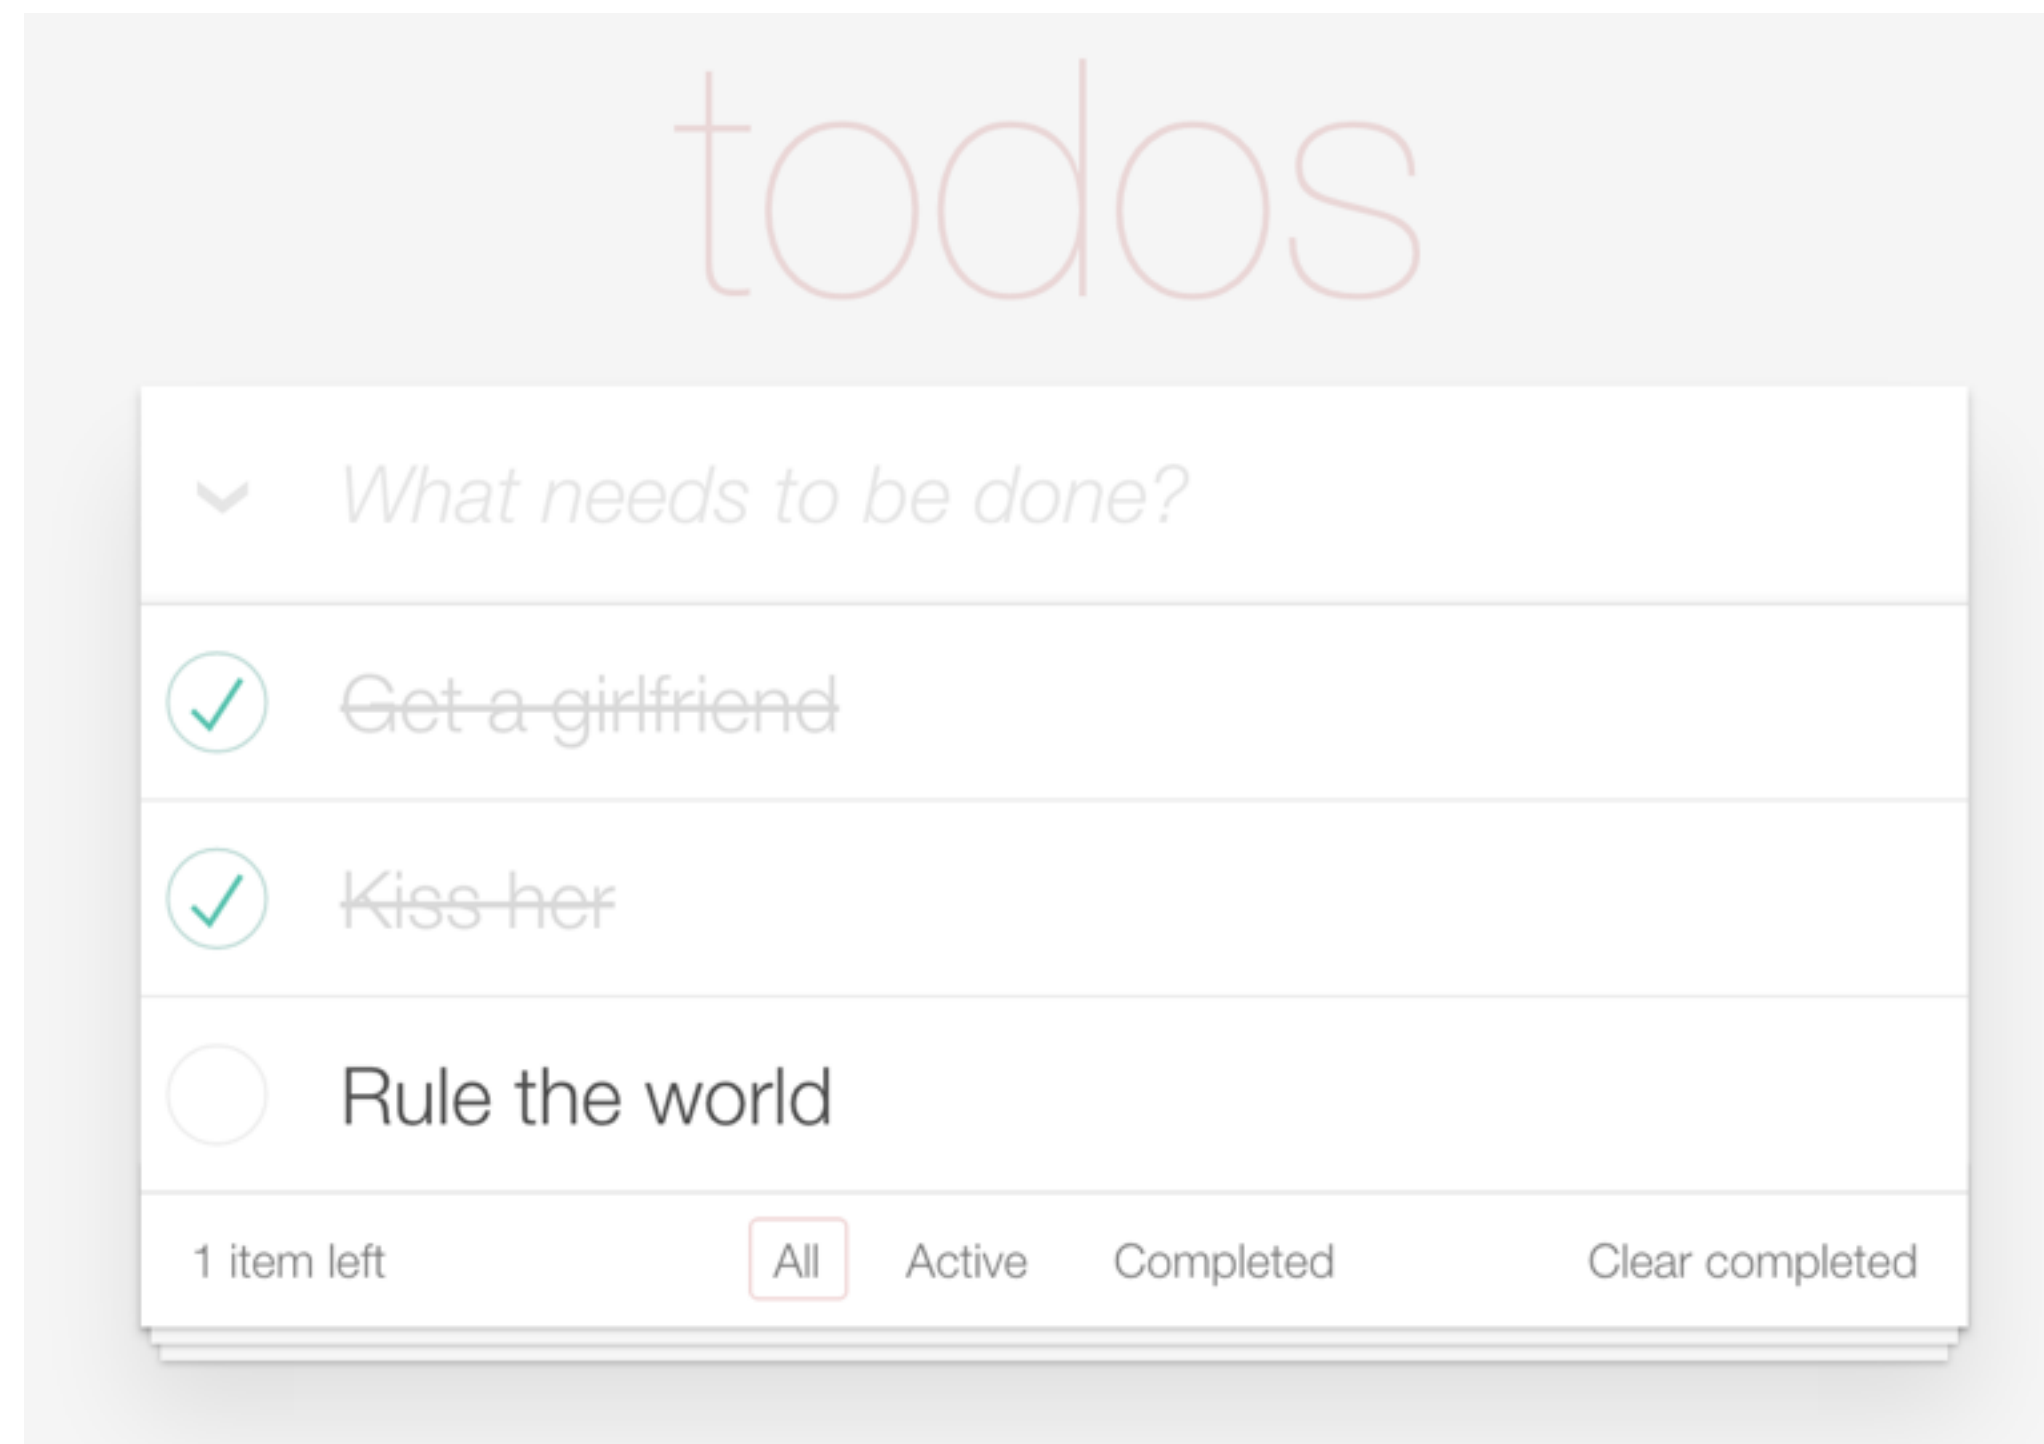 todos
What needs to be done?
Get a girlfriend
Kiss her
Rule the world
1 item left All Active Completed Clear completed